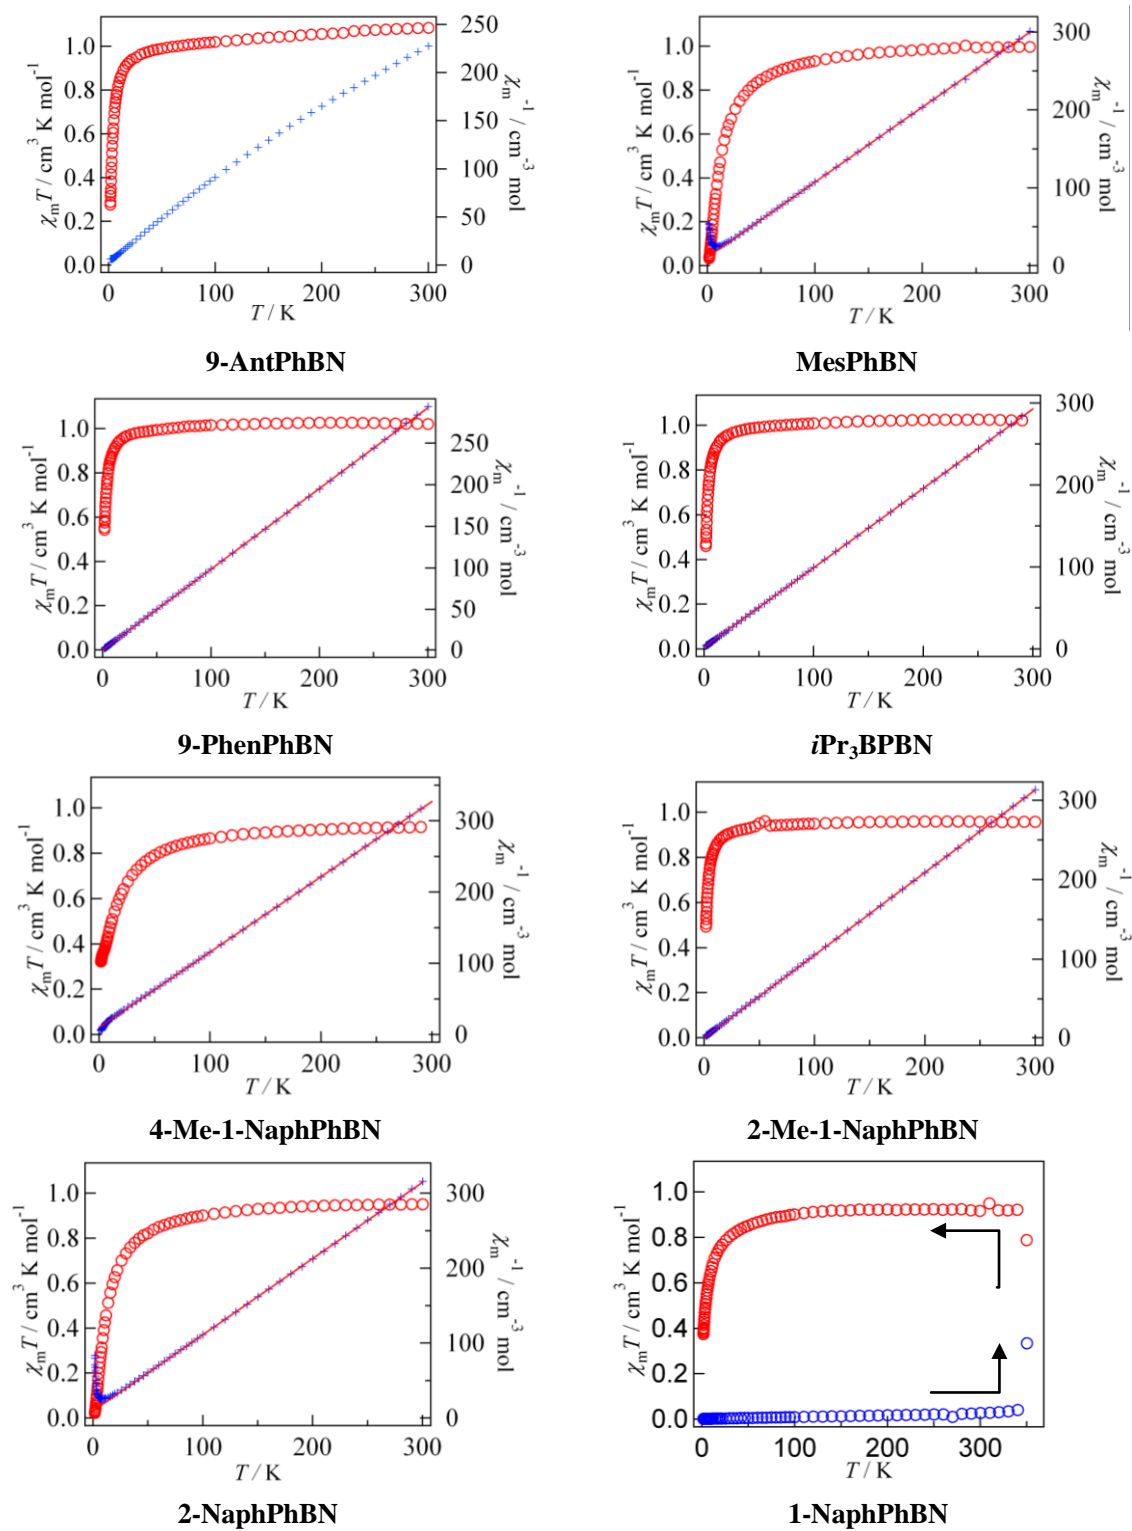 1.0
0.8
0.6
0.4
0.2
0.0
χmT / cm³ K mol⁻¹
250
200
150
100
50
0
χm⁻¹ / cm⁻³ mol
0 100 200 300
T / K
9-AntPhBN
1.0
0.8
0.6
0.4
0.2
0.0
χmT / cm³ K mol⁻¹
300
200
100
0
χm⁻¹ / cm⁻³ mol
0 100 200 300
T / K
MesPhBN
1.0
0.8
0.6
0.4
0.2
0.0
χmT / cm³ K mol⁻¹
250
200
150
100
50
0
χm⁻¹ / cm⁻³ mol
0 100 200 300
T / K
9-PhenPhBN
1.0
0.8
0.6
0.4
0.2
0.0
χmT / cm³ K mol⁻¹
300
200
100
0
χm⁻¹ / cm⁻³ mol
0 100 200 300
T / K
iPr₃BPBN
1.0
0.8
0.6
0.4
0.2
0.0
χmT / cm³ K mol⁻¹
300
200
100
0
χm⁻¹ / cm⁻³ mol
0 100 200 300
T / K
4-Me-1-NaphPhBN
1.0
0.8
0.6
0.4
0.2
0.0
χmT / cm³ K mol⁻¹
300
200
100
0
χm⁻¹ / cm⁻³ mol
0 100 200 300
T / K
2-Me-1-NaphPhBN
1.0
0.8
0.6
0.4
0.2
0.0
χmT / cm³ K mol⁻¹
300
200
100
0
χm⁻¹ / cm⁻³ mol
0 100 200 300
T / K
2-NaphPhBN
1.0
0.8
0.6
0.4
0.2
0.0
χmT / cm³ K mol⁻¹
0 100 200 300
T / K
1-NaphPhBN